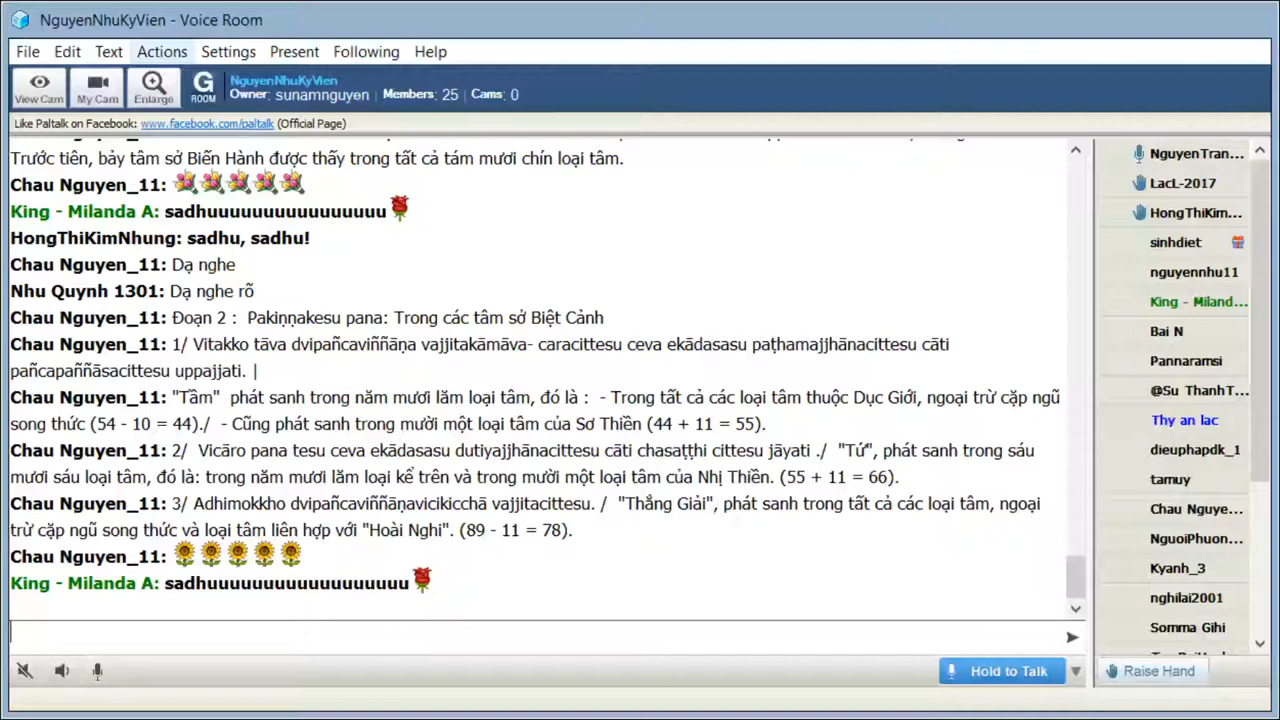 NguyenNhuKyVien - Voice Room
File Edit Text Actions Settings Present Following Help
View Cam My Cam Enlarge G ROOM
NguyenNhuKyVien
Owner: sunamnguyen | Members: 25 | Cams: 0
Like Paltalk on Facebook: www.facebook.com/paltalk (Official Page)
Trước tiên, bảy tâm sở Biến Hành được thấy trong tất cả tám mươi chín loại tâm.
Chau Nguyen_11:
King - Milanda A: sadhuuuuuuuuuuuuuuuuu
HongThiKimNhung: sadhu, sadhu!
Chau Nguyen_11: Dạ nghe
Nhu Quynh 1301: Dạ nghe rõ
Chau Nguyen_11: Đoạn 2 : Pakiṇṇakesu pana: Trong các tâm sở Biệt Cảnh
Chau Nguyen_11: 1/ Vitakko tāva dvipañcaviññāṇa vajjitakāmāva- caracittesu ceva ekādasasu paṭhamajjhānacittesu cāti
pañcapaññāsacittesu uppajjati. |
Chau Nguyen_11: "Tầm" phát sanh trong năm mươi lăm loại tâm, đó là : - Trong tất cả các loại tâm thuộc Dục Giới, ngoại trừ cặp ngũ
song thức (54 - 10 = 44)./ - Cũng phát sanh trong mười một loại tâm của Sơ Thiền (44 + 11 = 55).
Chau Nguyen_11: 2/ Vicāro pana tesu ceva ekādasasu dutiyajjhānacittesu cāti chasaṭṭhi cittesu jāyati ./ "Tứ", phát sanh trong sáu
mươi sáu loại tâm, đó là: trong năm mươi lăm loại kể trên và trong mười một loại tâm của Nhị Thiền. (55 + 11 = 66).
Chau Nguyen_11: 3/ Adhimokkho dvipañcaviññāṇavicikicchā vajjitacittesu. / "Thắng Giải", phát sanh trong tất cả các loại tâm, ngoại
trừ cặp ngũ song thức và loại tâm liên hợp với "Hoài Nghi". (89 - 11 = 78).
Chau Nguyen_11:
King - Milanda A: sadhuuuuuuuuuuuuuuuuuuu
Hold to Talk
NguyenTran...
LacL-2017
HongThiKim...
sinhdiet
nguyennhu11
King - Miland...
Bai N
Pannaramsi
@Su ThanhT...
Thy an lac
dieuphapdk_1
tamuy
Chau Nguye...
NguoiPhuon...
Kyanh_3
nghilai2001
Somma Gihi
Raise Hand